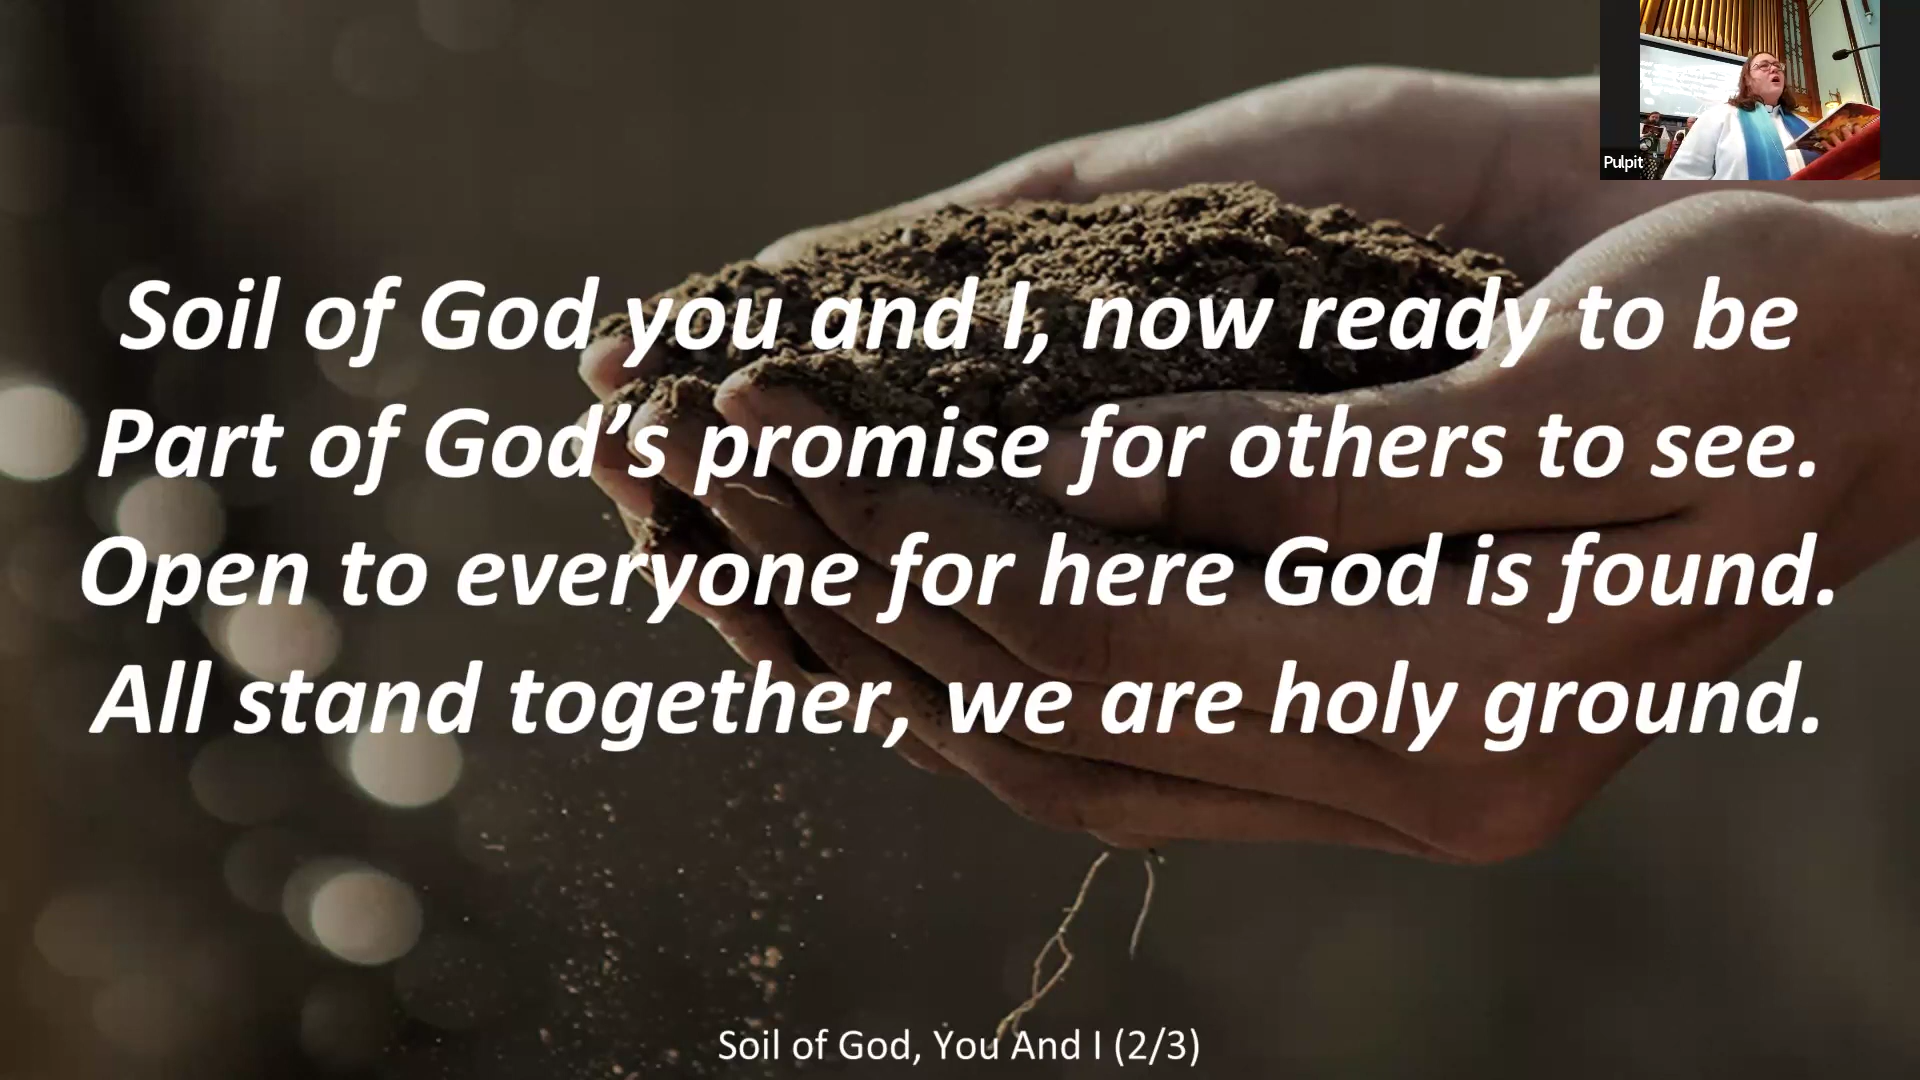 Pulpit
Soil of God you and I, now ready to be
Part of God’s promise for others to see.
Open to everyone for here God is found.
All stand together, we are holy ground.
Soil of God, You And I (2/3)